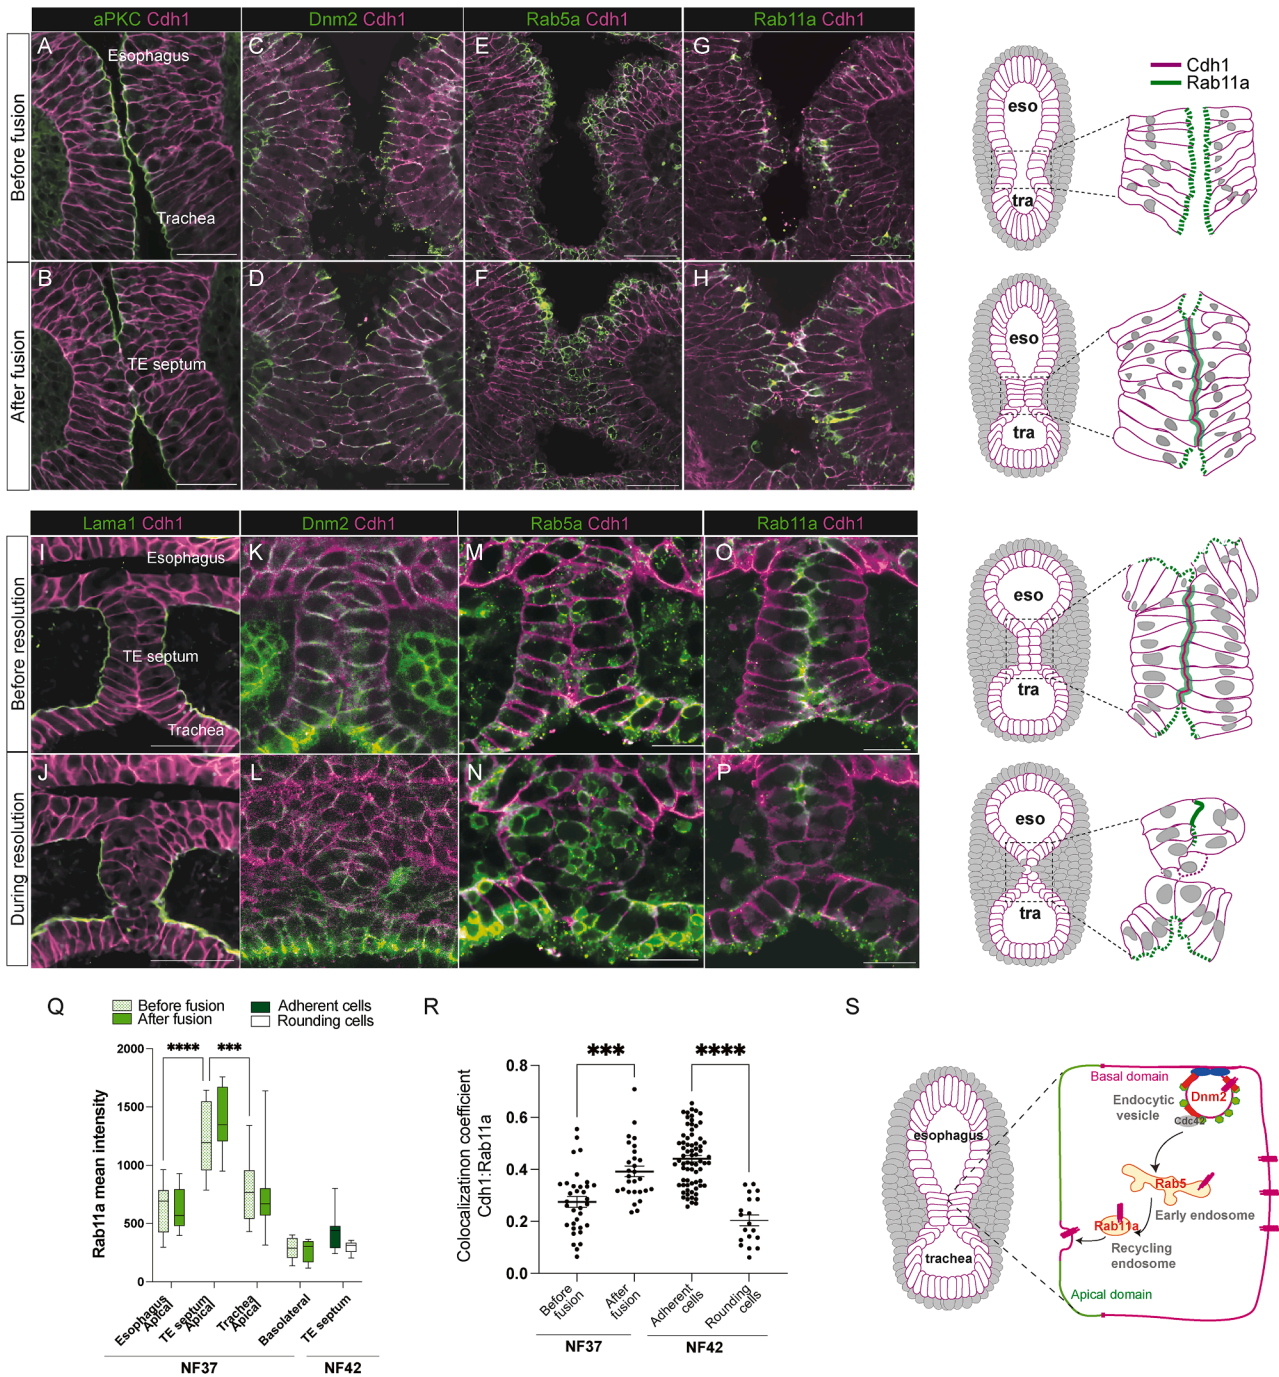 aPKC Cdh1
Dnm2 Cdh1
Rab5a Cdh1
Rab11a Cdh1
Before fusion
A
Esophagus
Trachea
C
E
G
After fusion
B
TE septum
D
F
H
Cdh1
Rab11a
eso
tra
eso
tra
Lama1 Cdh1
Dnm2 Cdh1
Rab5a Cdh1
Rab11a Cdh1
Before resolution
I
Esophagus
TE septum
Trachea
K
M
O
During resolution
J
L
N
P
eso
tra
eso
tra
Q
Before fusion
After fusion
Adherent cells
Rounding cells
Rab11a mean intensity
2000
1500
1000
500
0
****
***
Esophagus
Apical
TE septum
Apical
Trachea
Apical
Basolateral
TE septum
NF37
NF42
R
Colocalizatinon coefficient
Cdh1:Rab11a
0.8
0.6
0.4
0.2
0.0
***
****
Before
fusion
After
fusion
Adherent
cells
Rounding
cells
NF37
NF42
S
esophagus
trachea
Basal domain
Endocytic
vesicle
Dnm2
Cdc42
Rab5
Early endosome
Rab11a
Recycling
endosome
Apical domain